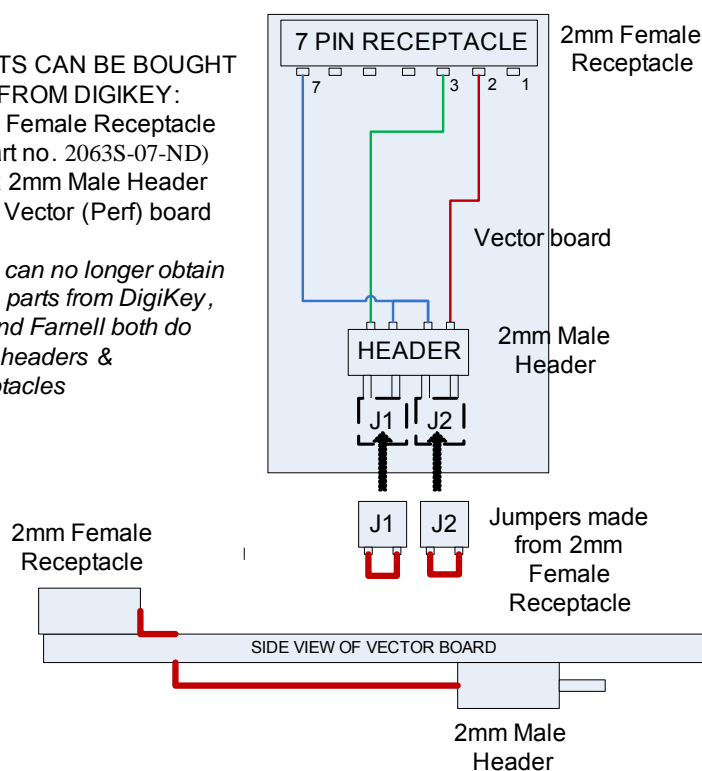 TS CAN BE BOUGHT
FROM DIGIKEY:
Female Receptacle
art no. 2063S-07-ND)
2mm Male Header
Vector (Perf) board
can no longer obtain
parts from DigiKey,
nd Farnell both do
headers &
ptacles
7 PIN RECEPTACLE
2mm Female
Receptacle
7 3 2 1
Vector board
HEADER
2mm Male
Header
J1 J2
J1 J2
Jumpers made
from 2mm
Female
Receptacle
2mm Female
Receptacle
SIDE VIEW OF VECTOR BOARD
2mm Male
Header